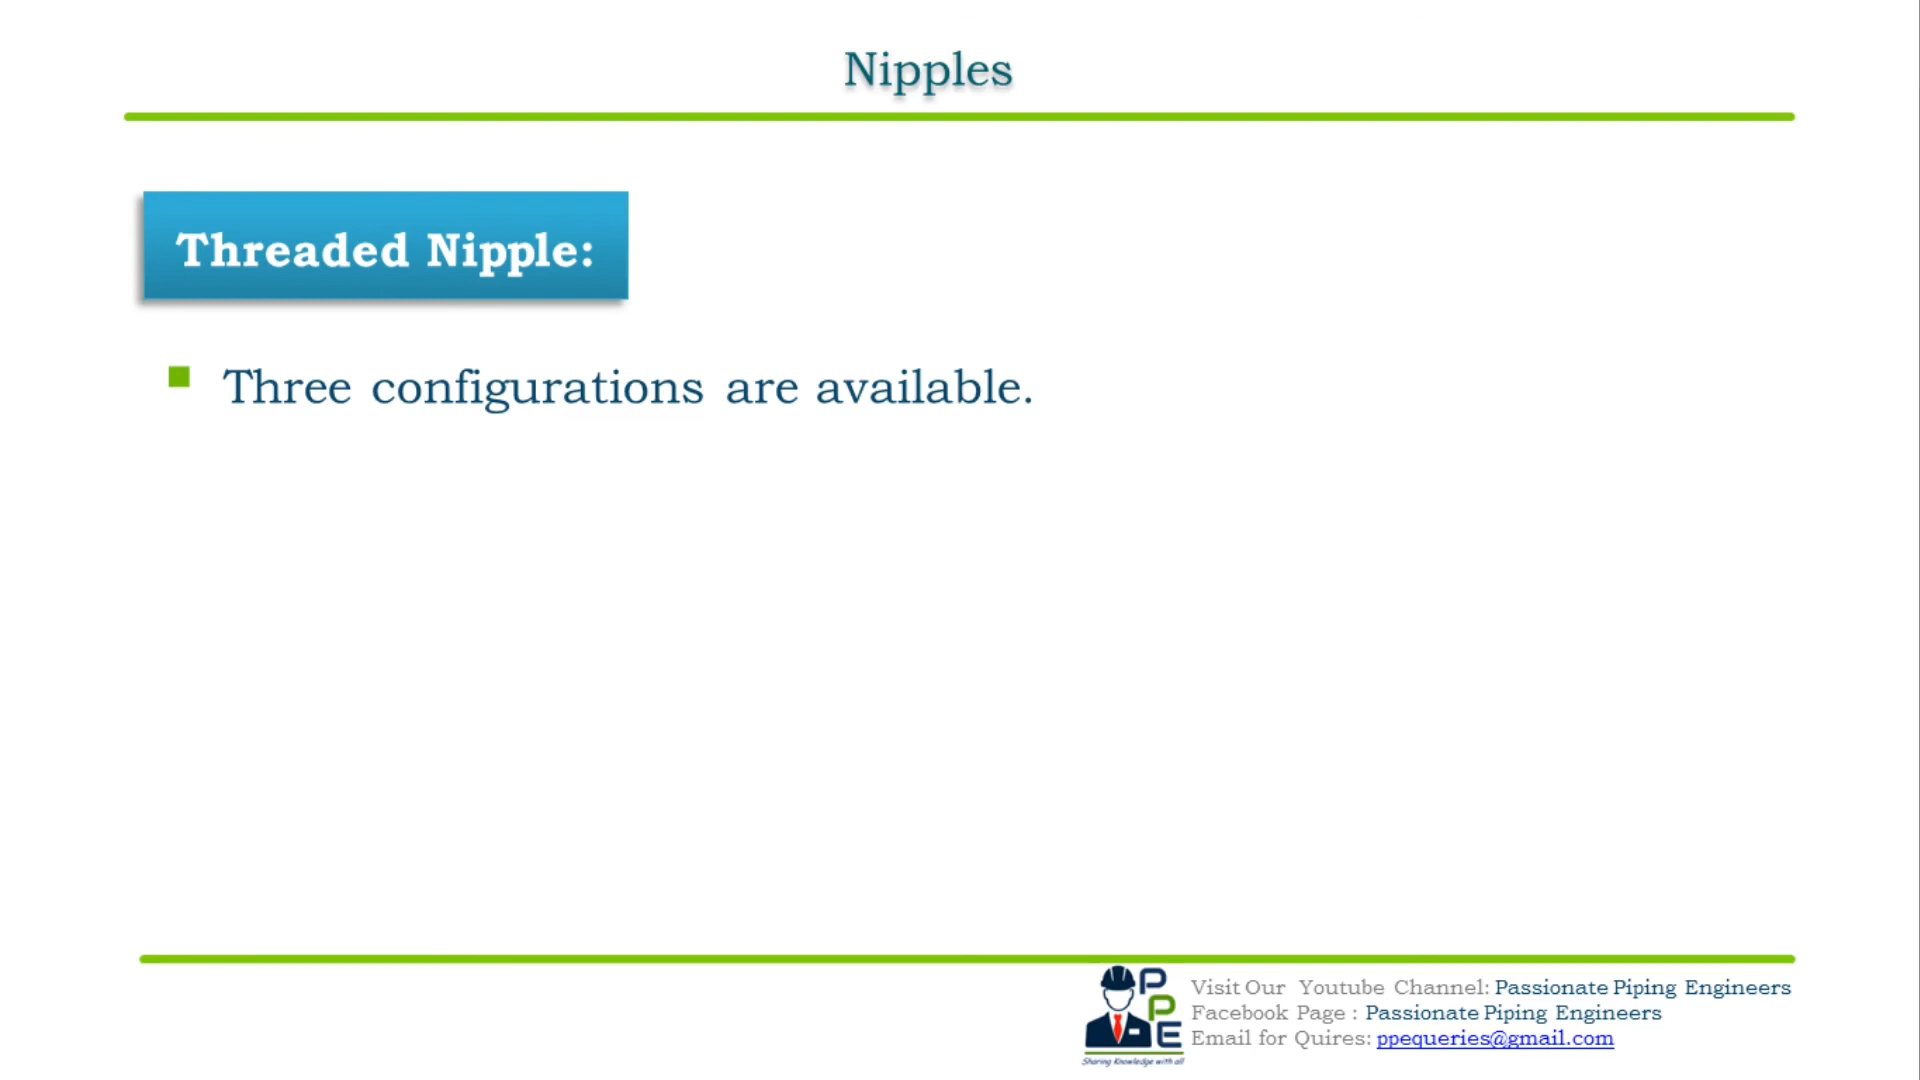 Nipples
Threaded Nipple:
Three configurations are available.
PPE
Sharing Knowledge with all
Visit Our Youtube Channel: Passionate Piping Engineers
Facebook Page : Passionate Piping Engineers
Email for Quires: ppequeries@gmail.com